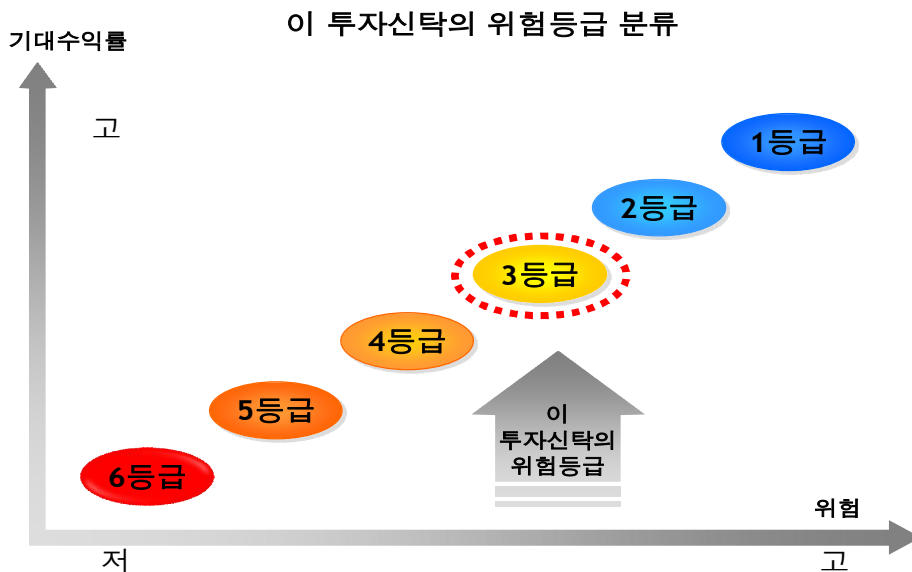 이 투자신탁의 위험등급 분류
기대수익률
고
1등급
2등급
3등급
4등급
5등급
6등급
이
투자신탁의
위험등급
위험
저
고